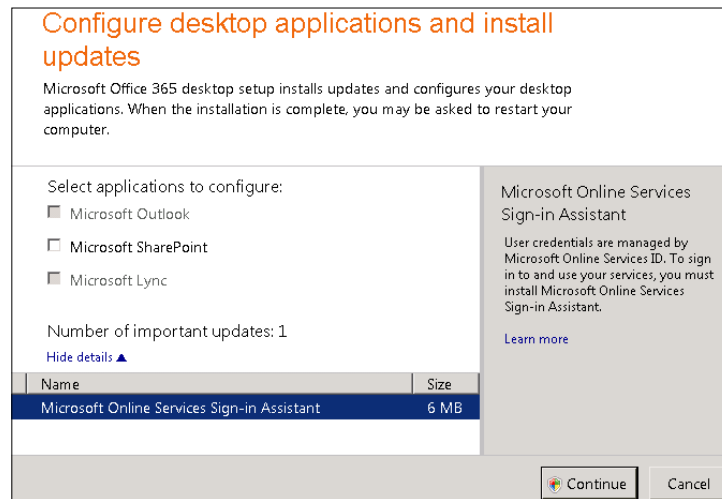 Configure desktop applications and install
updates
Microsoft Office 365 desktop setup installs updates and configures your desktop
applications. When the installation is complete, you may be asked to restart your
computer.
Select applications to configure:
Microsoft Outlook
Microsoft SharePoint
Microsoft Lync
Number of important updates: 1
Hide details
Name Size
Microsoft Online Services Sign-in Assistant 6 MB
Microsoft Online Services
Sign-in Assistant
User credentials are managed by
Microsoft Online Services ID. To sign
in to and use your services, you must
install Microsoft Online Services
Sign-in Assistant.
Learn more
Continue Cancel